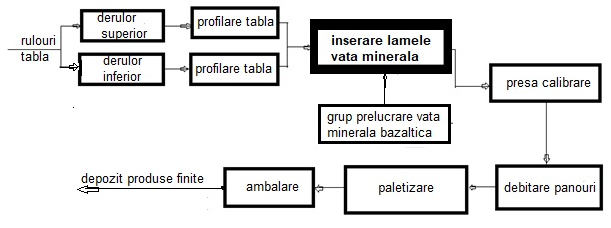 rulouri
tabla
derulor
superior
profilare tabla
derulor
inferior
profilare tabla
inserare lamele
vata minerala
grup prelucrare vata
minerala bazaltica
presa calibrare
debitare panouri
paletizare
ambalare
depozit produse finite